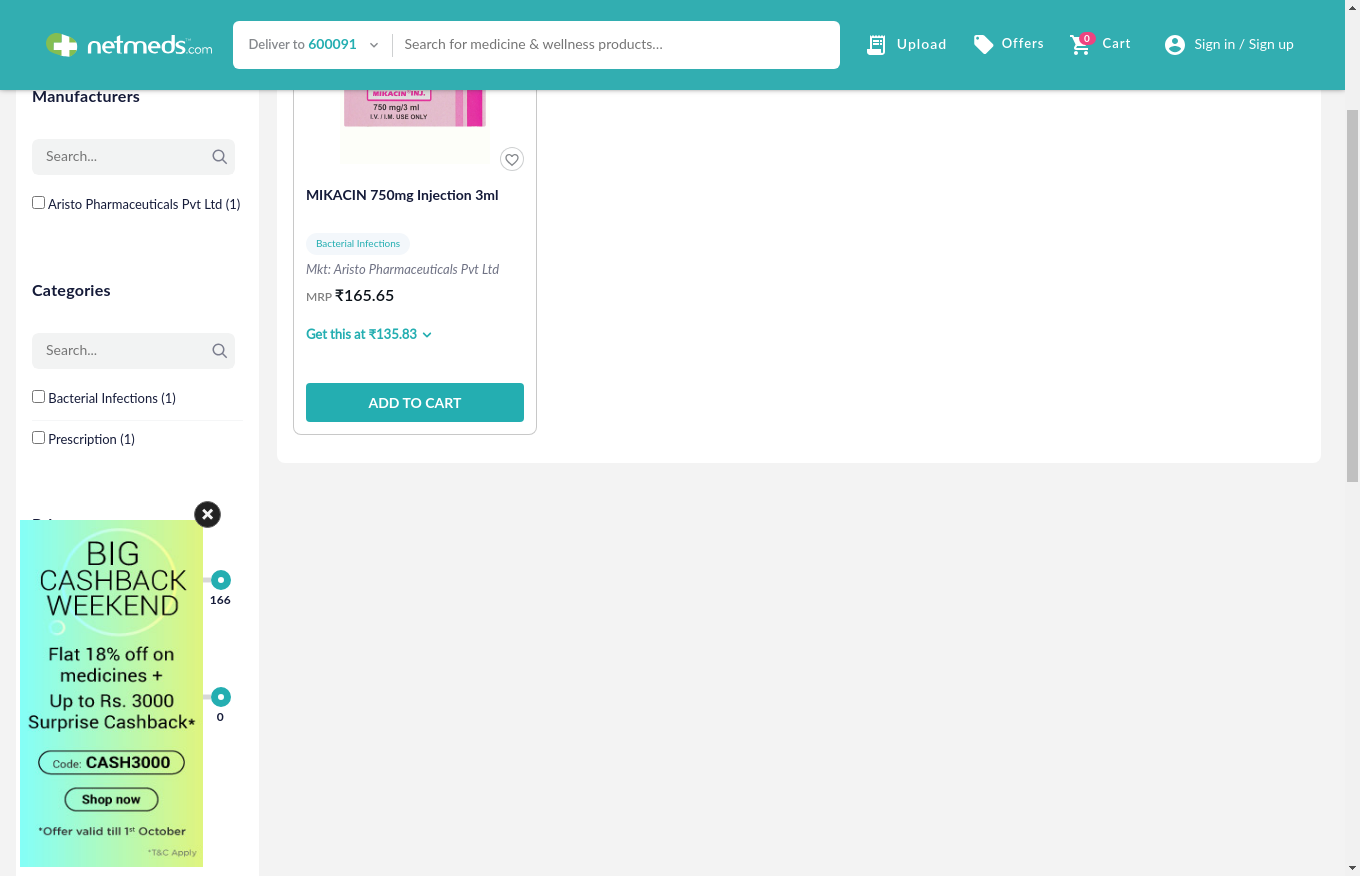 netmeds.com
Deliver to 600091
Search for medicine & wellness products...
Upload
Offers
0
Cart
Sign in / Sign up
Manufacturers
Search...
Aristo Pharmaceuticals Pvt Ltd (1)
Categories
Search...
Bacterial Infections (1)
Prescription (1)
166
0
MIKACIN INJ.
750 mg/3 ml
I.V. / I.M. USE ONLY
MIKACIN 750mg Injection 3ml
Bacterial Infections
Mkt: Aristo Pharmaceuticals Pvt Ltd
MRP ₹165.65
Get this at ₹135.83
ADD TO CART
BIG
CASHBACK
WEEKEND
Flat 18% off on
medicines +
Up to Rs. 3000
Surprise Cashback*
Code: CASH3000
Shop now
*Offer valid till 1st October
*T&C Apply